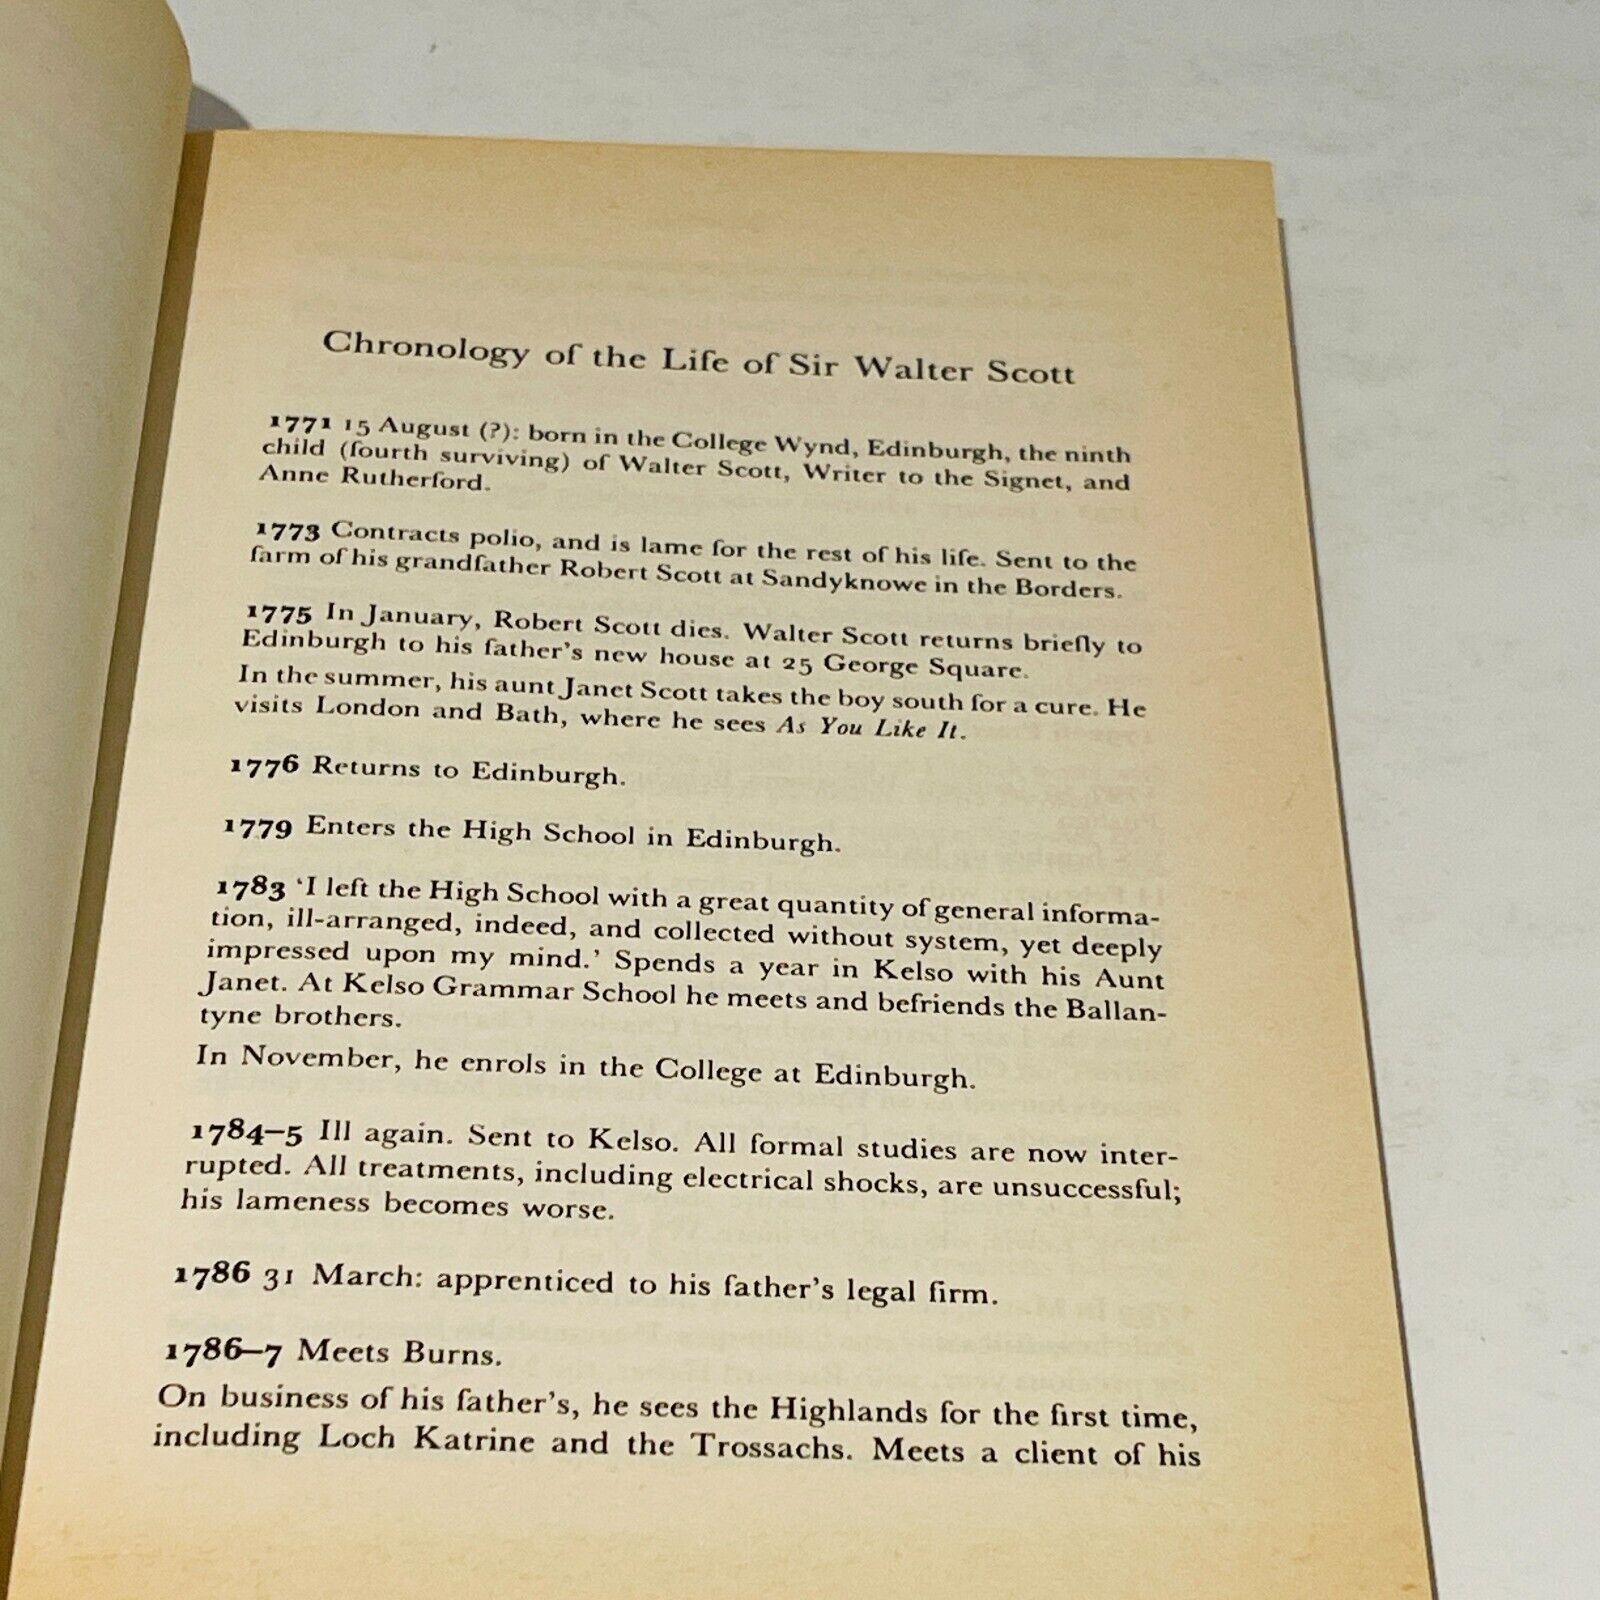 Chronology of the Life of Sir Walter Scott
1771 15 August (?): born in the College Wynd, Edinburgh, the ninth
child (fourth surviving) of Walter Scott, Writer to the Signet, and
Anne Rutherford.
1773 Contracts polio, and is lame for the rest of his life. Sent to the
farm of his grandfather Robert Scott at Sandyknowe in the Borders.
1775 In January, Robert Scott dies. Walter Scott returns briefly to
Edinburgh to his father's new house at 25 George Square.
In the summer, his aunt Janet Scott takes the boy south for a cure. He
visits London and Bath, where he sees As You Like It.
1776 Returns to Edinburgh.
1779 Enters the High School in Edinburgh.
1783 'I left the High School with a great quantity of general informa-
tion, ill-arranged, indeed, and collected without system, yet deeply
impressed upon my mind.' Spends a year in Kelso with his Aunt
Janet. At Kelso Grammar School he meets and befriends the Ballan-
tyne brothers.
In November, he enrols in the College at Edinburgh.
1784–5 Ill again. Sent to Kelso. All formal studies are now inter-
rupted. All treatments, including electrical shocks, are unsuccessful;
his lameness becomes worse.
1786 31 March: apprenticed to his father's legal firm.
1786–7 Meets Burns.
On business of his father's, he sees the Highlands for the first time,
including Loch Katrine and the Trossachs. Meets a client of his